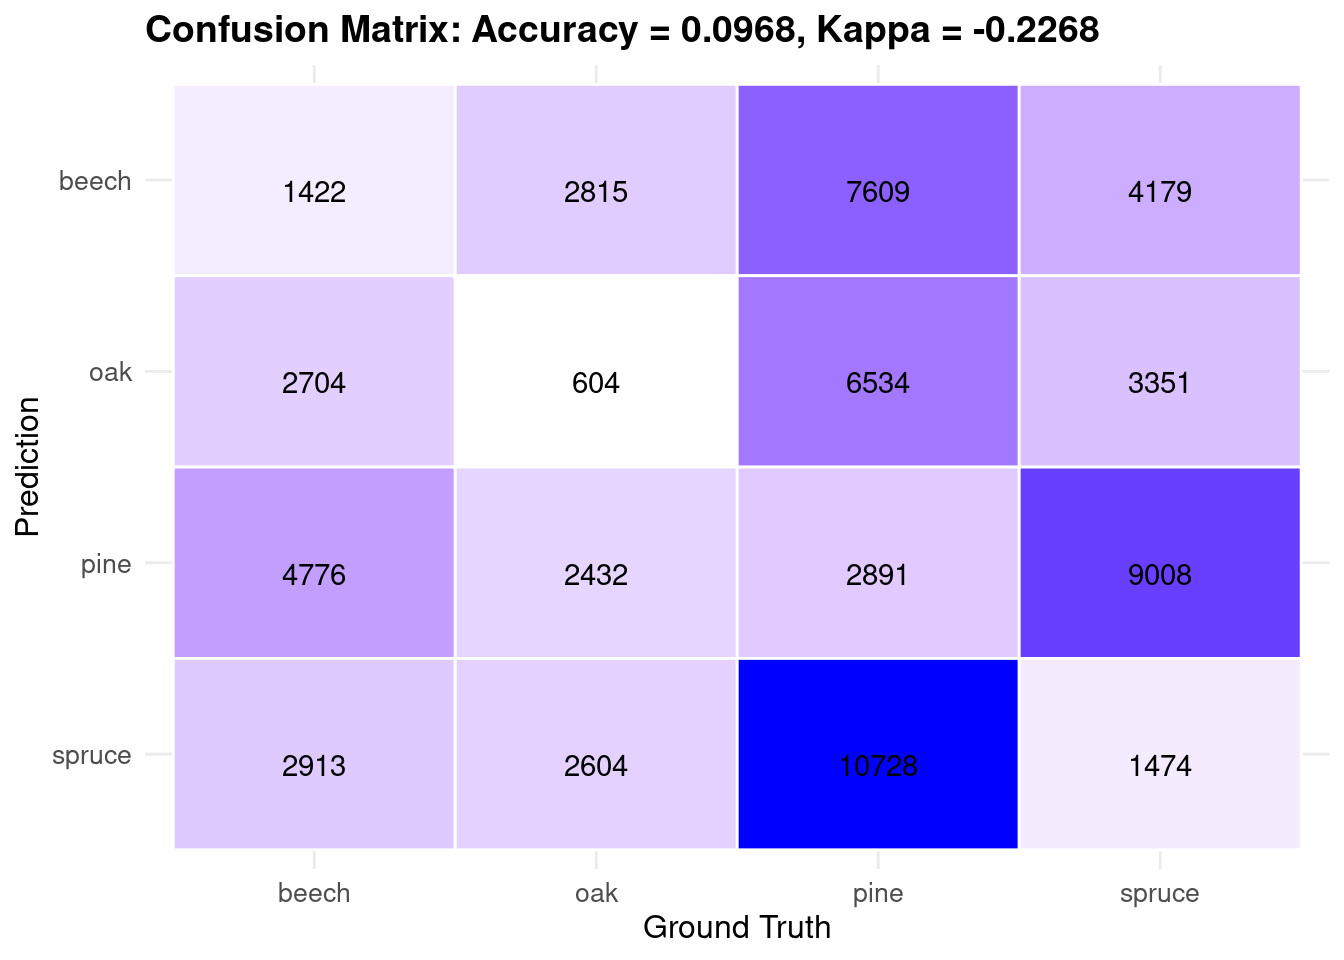 Confusion Matrix: Accuracy = 0.0968, Kappa = -0.2268
beech 1422 2815 7609 4179
oak 2704 604 6534 3351
Prediction
pine 4776 2432 2891 9008
spruce 2913 2604 10728 1474
beech oak pine spruce
Ground Truth